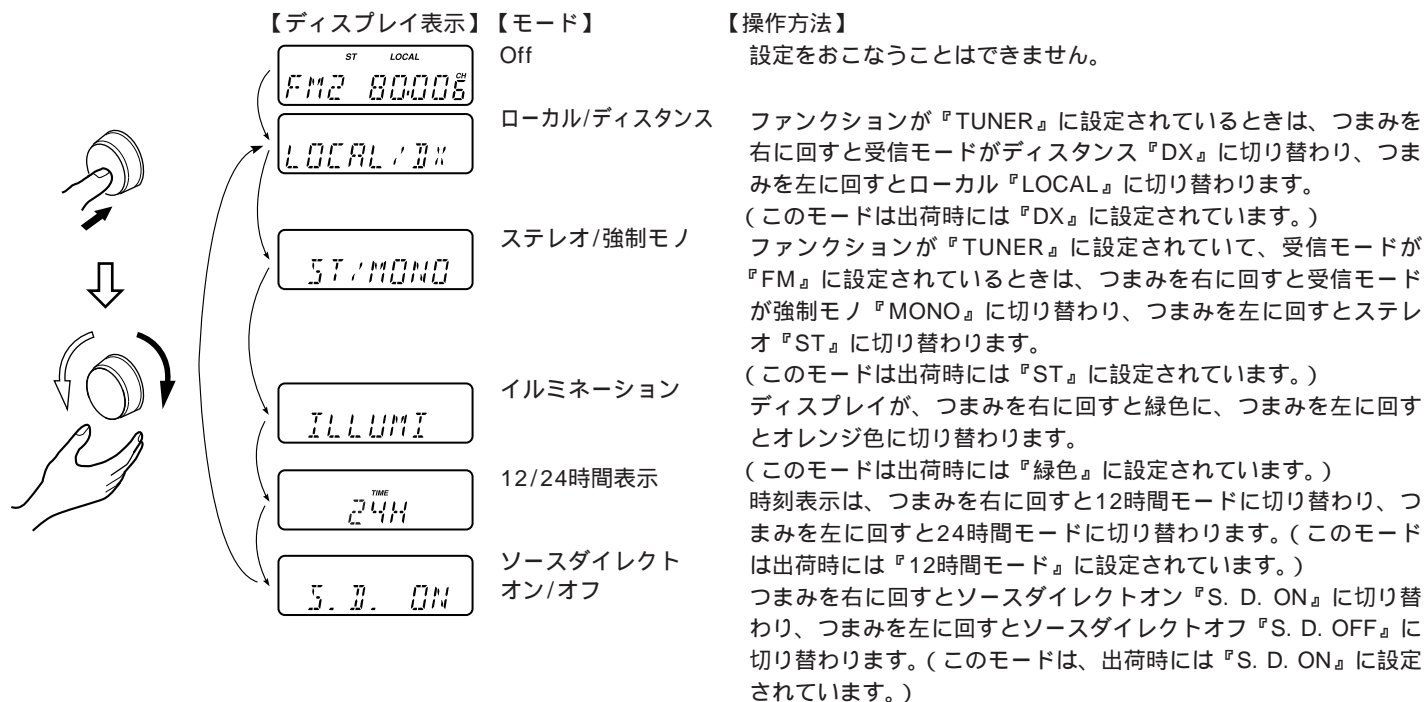 【ディスプレイ表示】【モード】 【操作方法】
ST LOCAL
FM2 80.00 6 CH
Off
設定をおこなうことはできません。
LOCAL/DX
ローカル/ディスタンス
ファンクションが『TUNER』に設定されているときは、つまみを
右に回すと受信モードがディスタンス『DX』に切り替わり、つま
みを左に回すとローカル『LOCAL』に切り替わります。
(このモードは出荷時には『DX』に設定されています。)
ST/MONO
ステレオ/強制モノ
ファンクションが『TUNER』に設定されていて、受信モードが
『FM』に設定されているときは、つまみを右に回すと受信モード
が強制モノ『MONO』に切り替わり、つまみを左に回すとステレ
オ『ST』に切り替わります。
(このモードは出荷時には『ST』に設定されています。)
ILLUMI
イルミネーション
ディスプレイが、つまみを右に回すと緑色に、つまみを左に回す
とオレンジ色に切り替わります。
(このモードは出荷時には『緑色』に設定されています。)
TIME
24H
12/24時間表示
時刻表示は、つまみを右に回すと12時間モードに切り替わり、つ
まみを左に回すと24時間モードに切り替わります。(このモード
は出荷時には『12時間モード』に設定されています。)
S. D. ON
ソースダイレクト
オン/オフ
つまみを右に回すとソースダイレクトオン『S. D. ON』に切り替
わり、つまみを左に回すとソースダイレクトオフ『S. D. OFF』に
切り替わります。(このモードは、出荷時には『S. D. ON』に設定
されています。)